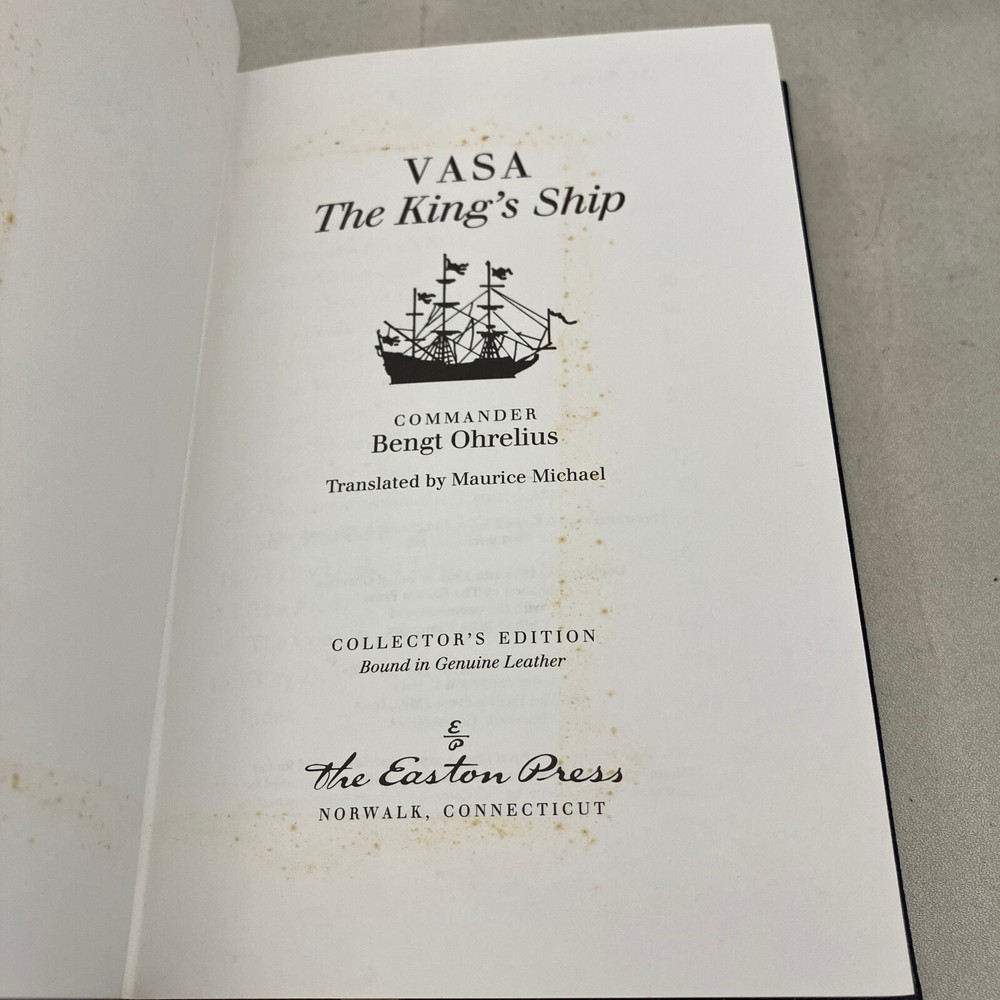 VASA
The King's Ship
COMMANDER
Bengt Ohrelius
Translated by Maurice Michael
COLLECTOR'S EDITION
Bound in Genuine Leather
E
P
The Easton Press
NORWALK, CONNECTICUT